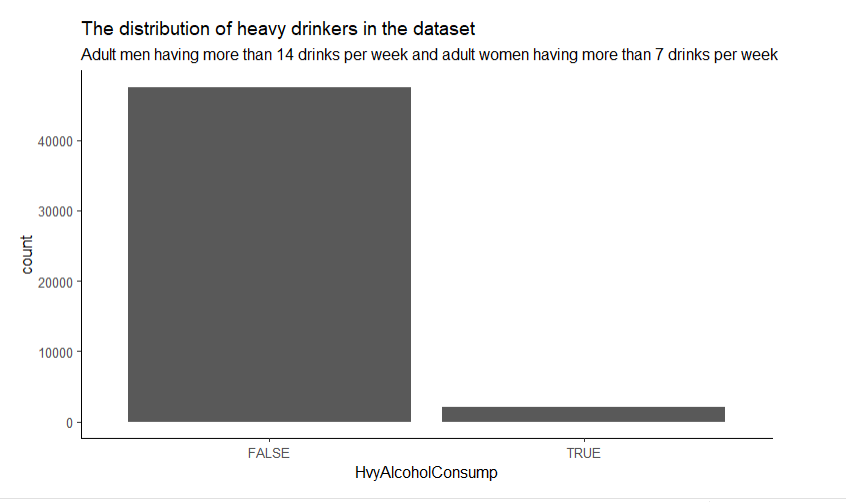 The distribution of heavy drinkers in the dataset
Adult men having more than 14 drinks per week and adult women having more than 7 drinks per week
count
40000
30000
20000
10000
0
FALSE
TRUE
HvyAlcoholConsump